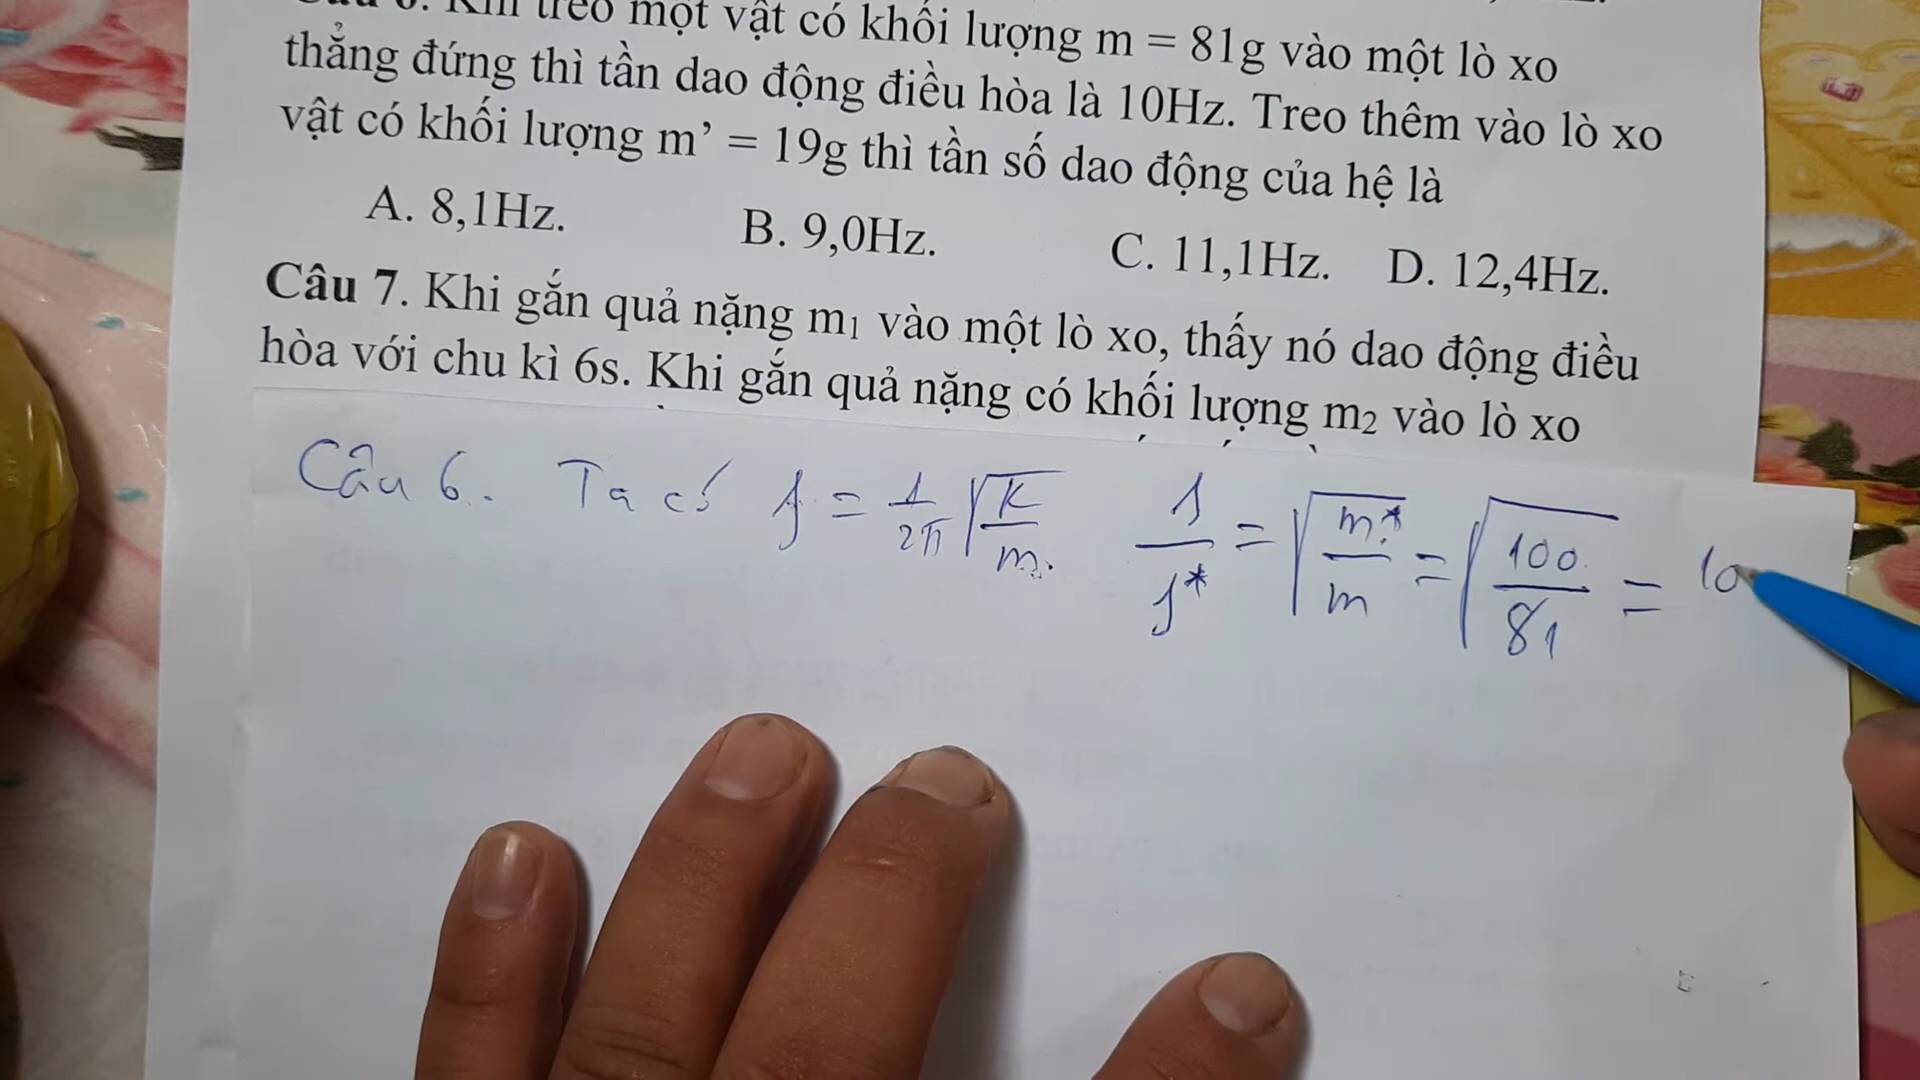 Khi treo một vật có khối lượng m = 81g vào một lò xo
thẳng đứng thì tần dao động điều hòa là 10Hz. Treo thêm vào lò xo
vật có khối lượng m’ = 19g thì tần số dao động của hệ là
A. 8,1Hz. B. 9,0Hz. C. 11,1Hz. D. 12,4Hz.
Câu 7. Khi gắn quả nặng m₁ vào một lò xo, thấy nó dao động điều
hòa với chu kì 6s. Khi gắn quả nặng có khối lượng m₂ vào lò xo
Câu 6. Ta có f = 1/2π √(k/m) f/f* = √(m*/m) = √(100/81) = 10